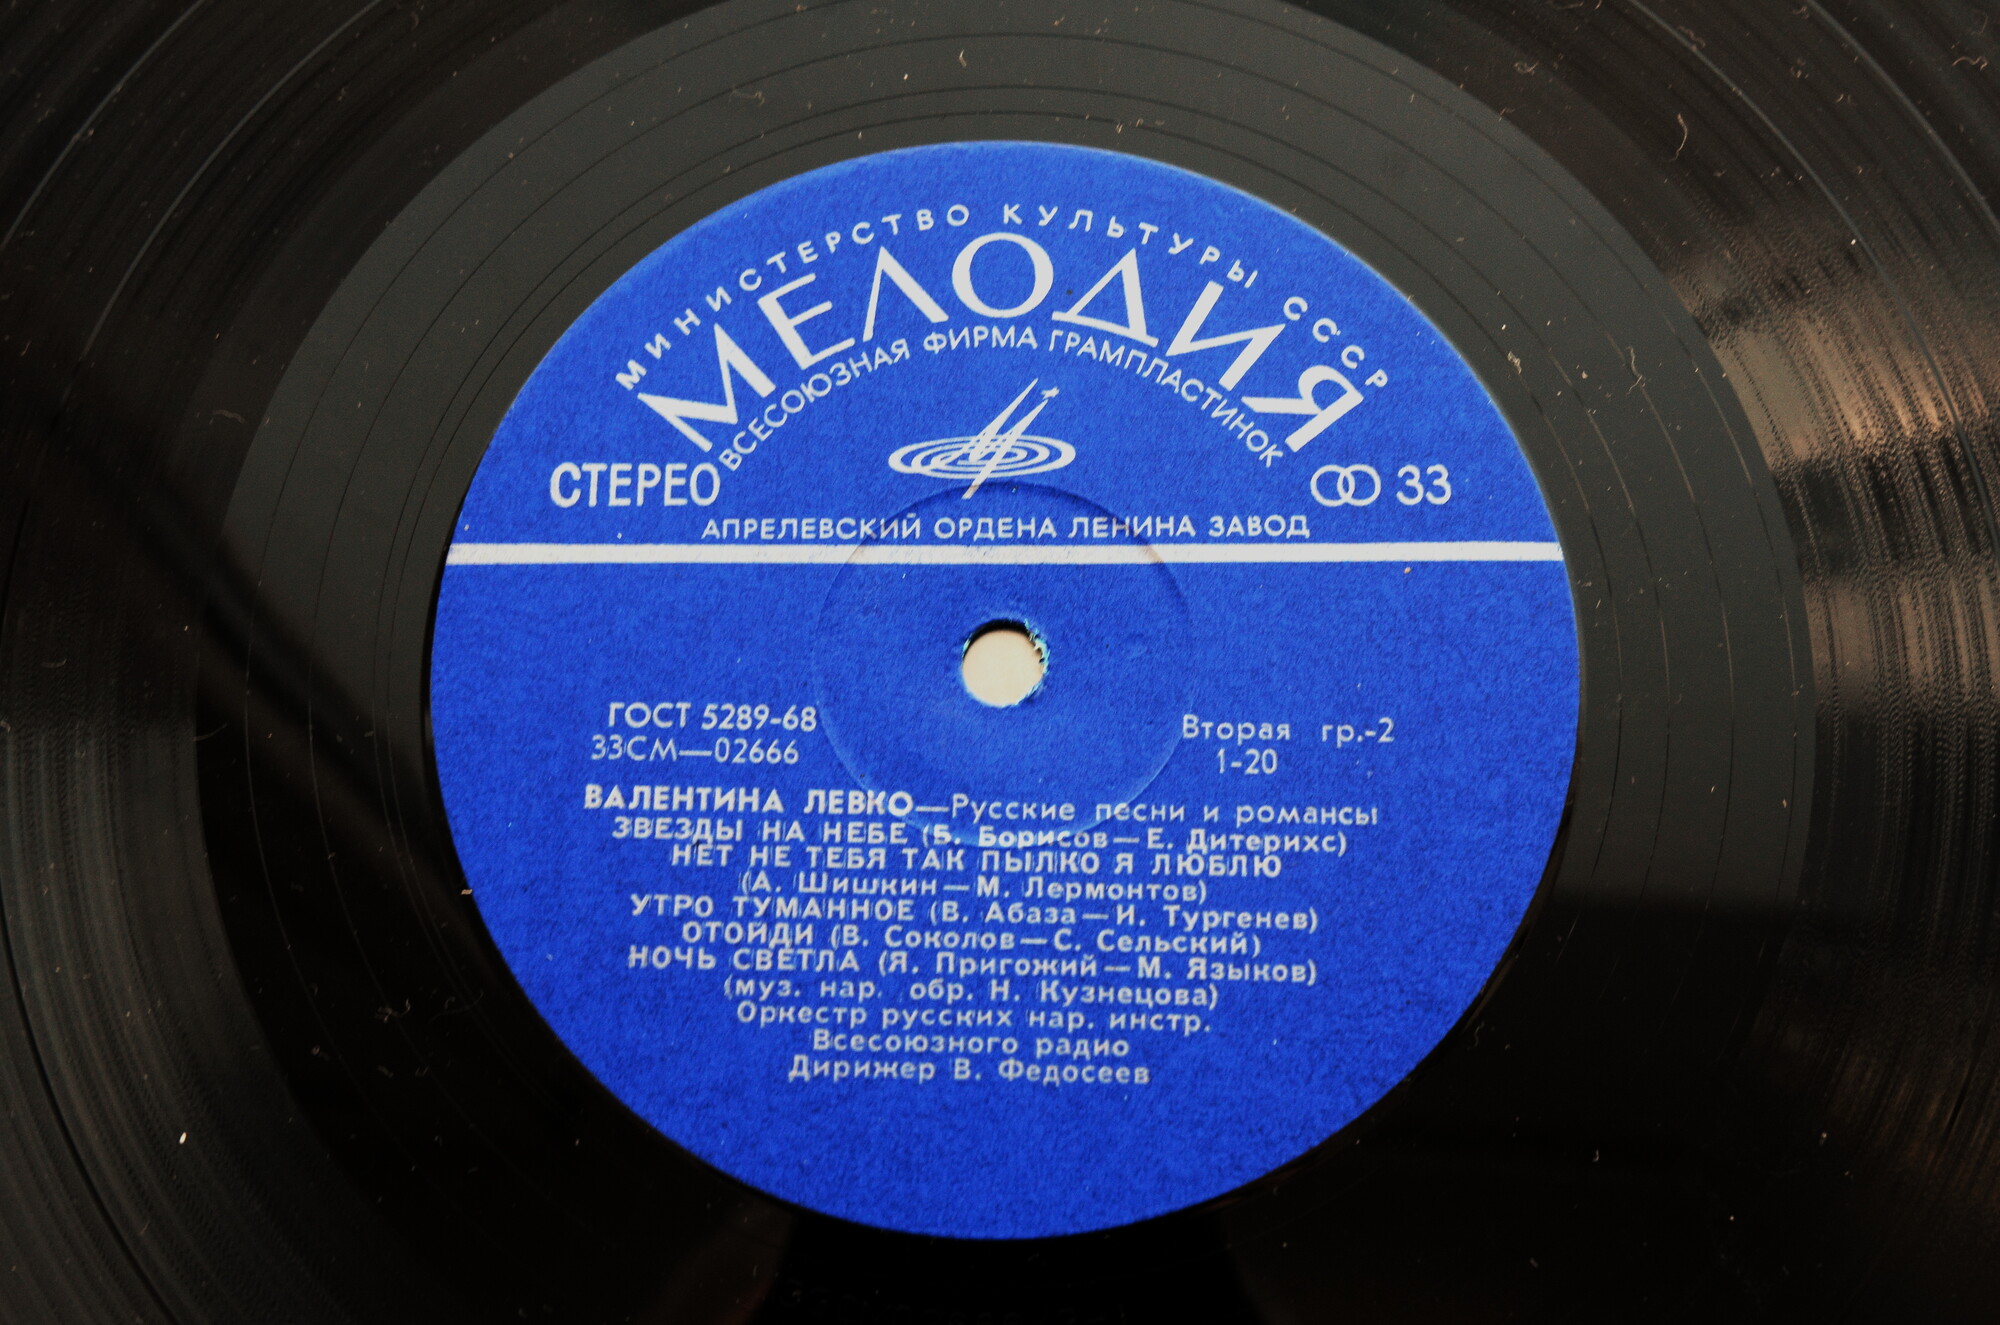 МИНИСТЕРСТВО КУЛЬТУРЫ СССР
МЕЛОДИЯ
ВСЕСОЮЗНАЯ ФИРМА ГРАМПЛАСТИНОК
СТЕРЕО 33
АПРЕЛЕВСКИЙ ОРДЕНА ЛЕНИНА ЗАВОД
ГОСТ 5289-68 Вторая гр.-2
33СМ—02666 1-20
ВАЛЕНТИНА ЛЕВКО—Русские песни и романсы
ЗВЕЗДЫ НА НЕБЕ (Б. Борисов—Е. Дитерихс)
НЕТ НЕ ТЕБЯ ТАК ПЫЛКО Я ЛЮБЛЮ
(А. Шишкин—М. Лермонтов)
УТРО ТУМАННОЕ (В. Абаза—И. Тургенев)
ОТОЙДИ (В. Соколов—С. Сельский)
НОЧЬ СВЕТЛА (Я. Пригожий—М. Языков)
(муз. нар. обр. Н. Кузнецова)
Оркестр русских нар. инстр.
Всесоюзного радио
Дирижер В. Федосеев